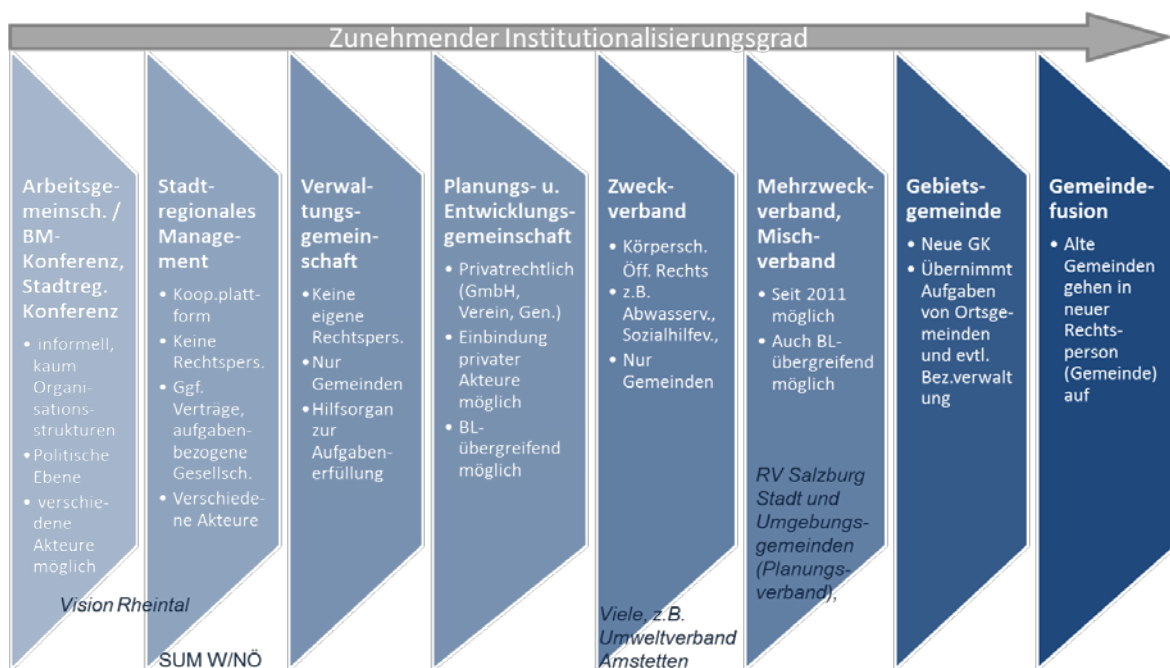 Zunehmender Institutionalisierungsgrad
Arbeitsge-
meinsch. /
BM-
Konferenz,
Stadtreg.
Konferenz
• informell,
kaum
Organi-
sations-
strukturen
•Politische
Ebene
• verschie-
dene
Akteure
möglich
Vision Rheintal
Stadt-
regionales
Manage-
ment
• Koop.platt-
form
• Keine
Rechtspers.
• Ggf.
Verträge,
aufgaben-
bezogene
Gesellsch.
• Verschiede-
ne Akteure
SUM W/NÖ
Verwal-
tungs-
gemein-
schaft
• Keine
eigene
Rechtspers.
• Nur
Gemeinden
• Hilfsorgan
zur
Aufgaben-
erfüllung
Planungs- u.
Entwicklungs-
gemeinschaft
• Privatrechtlich
(GmbH,
Verein, Gen.)
• Einbindung
privater
Akteure
möglich
• BL-
übergreifend
möglich
Zweck-
verband
• Körpersch.
Öff. Rechts
• z.B.
Abwasserv.,
Sozialhilfev.,
• Nur
Gemeinden
Viele, z.B.
Umweltverband
Amstetten
Mehrzweck-
verband,
Misch-
verband
• Seit 2011
möglich
• Auch BL-
übergreifend
möglich
RV Salzburg
Stadt und
Umgebungs-
gemeinden
(Planungs-
verband),
Gebiets-
gemeinde
• Neue GK
• Übernimmt
Aufgaben
von Ortsge-
meinden
und evtl.
Bez.verwalt
ung
Gemeinde-
fusion
• Alte
Gemeinden
gehen in
neuer
Rechts-
person
(Gemeinde)
auf